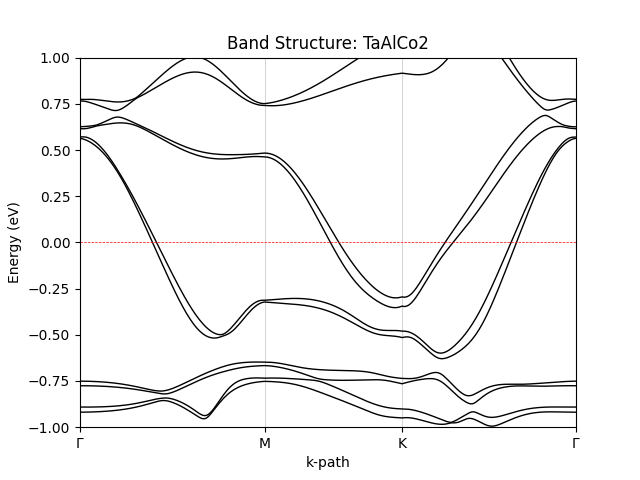 Band Structure: TaAlCo2
Energy (eV)
1.00
0.75
0.50
0.25
0.00
−0.25
−0.50
−0.75
−1.00
Γ M K Γ
k-path